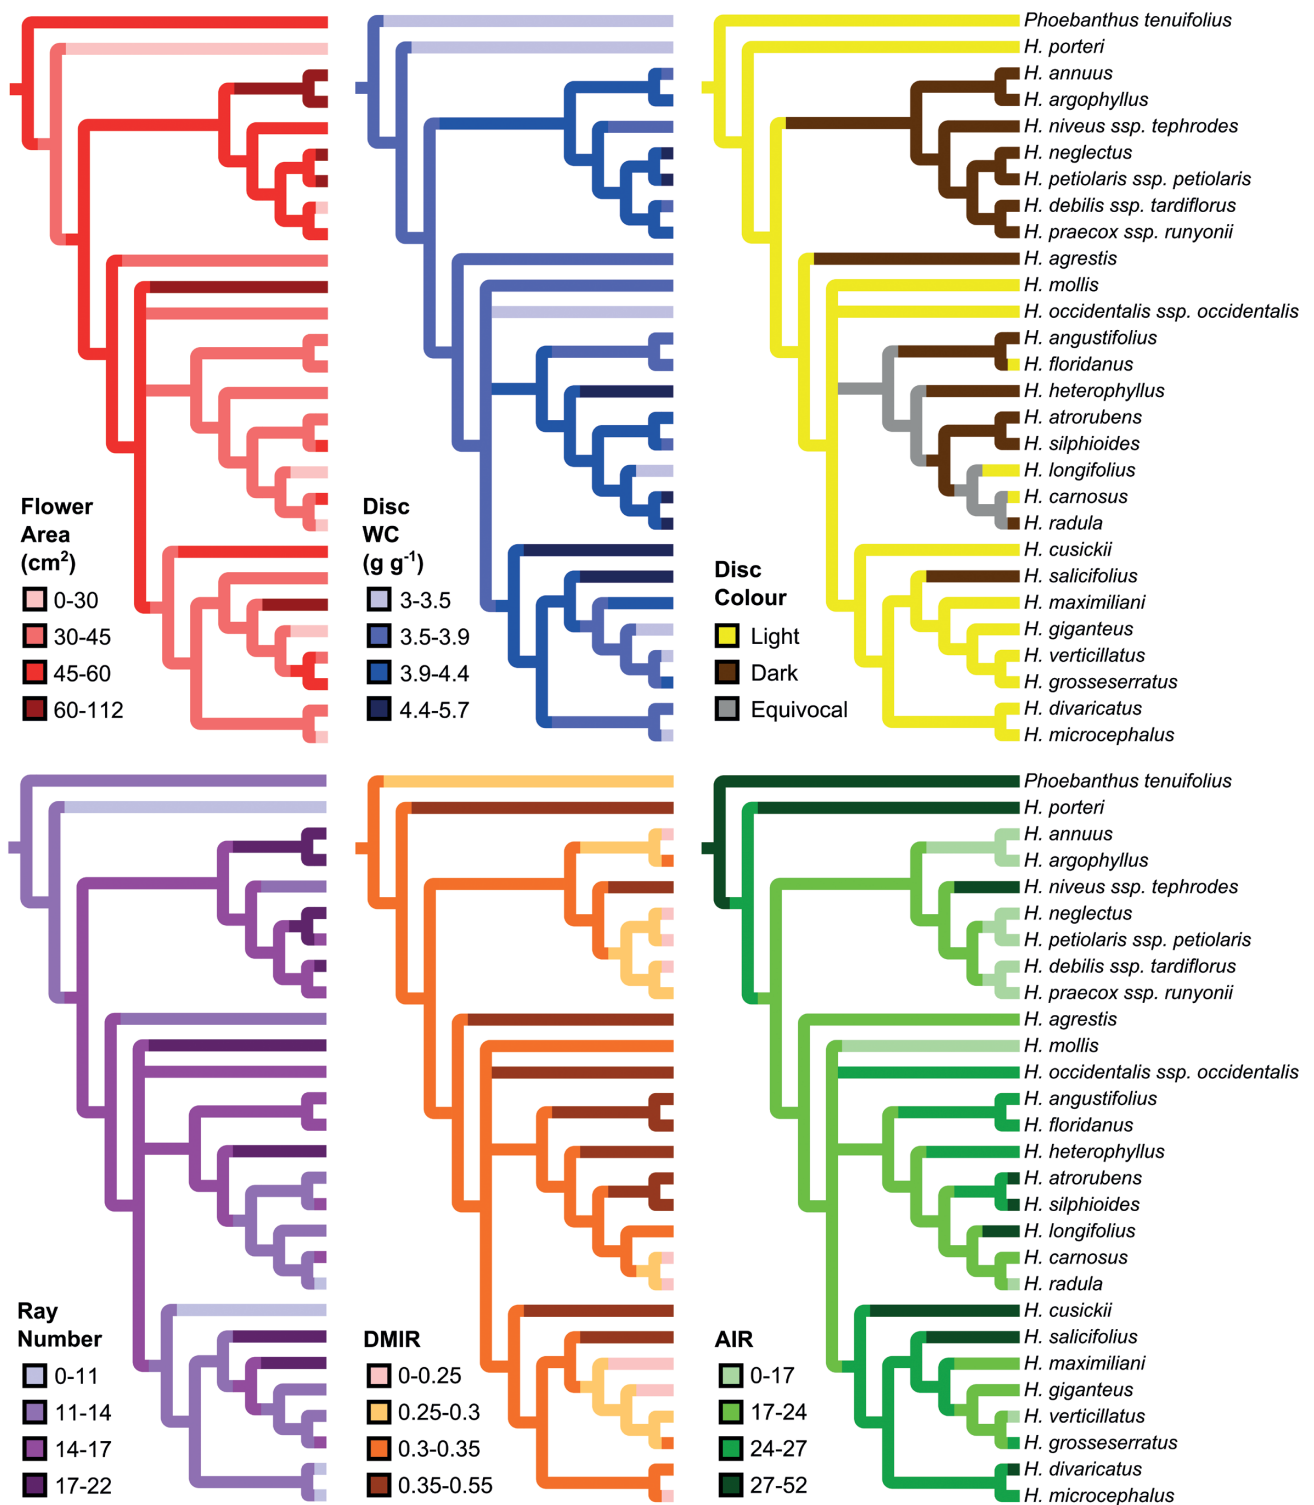 Phoebanthus tenuifolius
H. porteri
H. annuus
H. argophyllus
H. niveus ssp. tephrodes
H. neglectus
H. petiolaris ssp. petiolaris
H. debilis ssp. tardiflorus
H. praecox ssp. runyonii
H. agrestis
H. mollis
H. occidentalis ssp. occidentalis
H. angustifolius
H. floridanus
H. heterophyllus
H. atrorubens
H. silphioides
H. longifolius
H. carnosus
H. radula
H. cusickii
H. salicifolius
H. maximiliani
H. giganteus
H. verticillatus
H. grosseserratus
H. divaricatus
H. microcephalus
Flower
Area
(cm²)
0-30
30-45
45-60
60-112
Disc
WC
(g g⁻¹)
3-3.5
3.5-3.9
3.9-4.4
4.4-5.7
Disc
Colour
Light
Dark
Equivocal
Phoebanthus tenuifolius
H. porteri
H. annuus
H. argophyllus
H. niveus ssp. tephrodes
H. neglectus
H. petiolaris ssp. petiolaris
H. debilis ssp. tardiflorus
H. praecox ssp. runyonii
H. agrestis
H. mollis
H. occidentalis ssp. occidentalis
H. angustifolius
H. floridanus
H. heterophyllus
H. atrorubens
H. silphioides
H. longifolius
H. carnosus
H. radula
H. cusickii
H. salicifolius
H. maximiliani
H. giganteus
H. verticillatus
H. grosseserratus
H. divaricatus
H. microcephalus
Ray
Number
0-11
11-14
14-17
17-22
DMIR
0-0.25
0.25-0.3
0.3-0.35
0.35-0.55
AIR
0-17
17-24
24-27
27-52